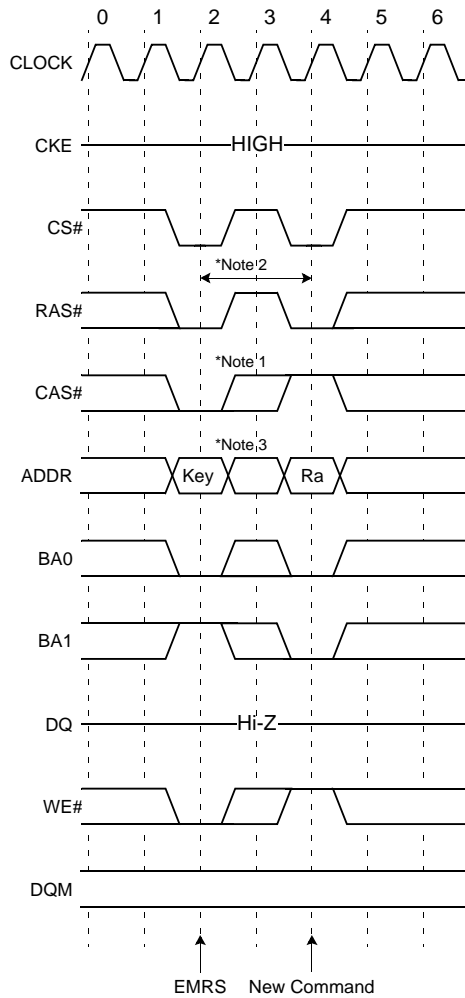 0 1 2 3 4 5 6
CLOCK
CKE HIGH
CS#
*Note 2
RAS#
*Note 1
CAS#
*Note 3
ADDR Key Ra
BA0
BA1
DQ Hi-Z
WE#
DQM
EMRS New Command